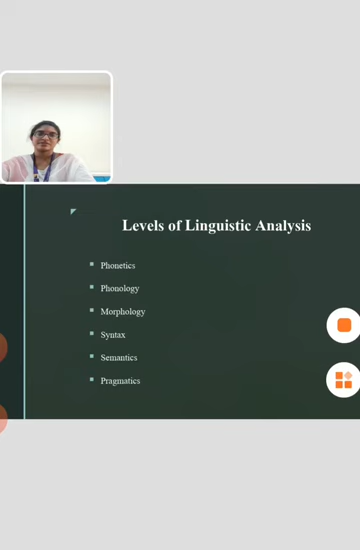 Levels of Linguistic Analysis
Phonetics
Phonology
Morphology
Syntax
Semantics
Pragmatics